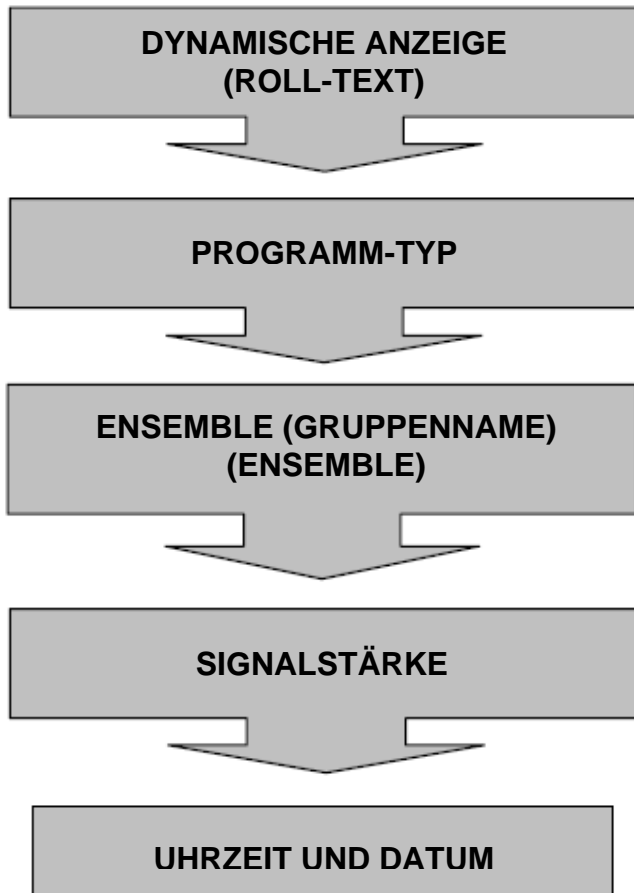 DYNAMISCHE ANZEIGE
(ROLL-TEXT)
PROGRAMM-TYP
ENSEMBLE (GRUPPENNAME)
(ENSEMBLE)
SIGNALSTÄRKE
UHRZEIT UND DATUM